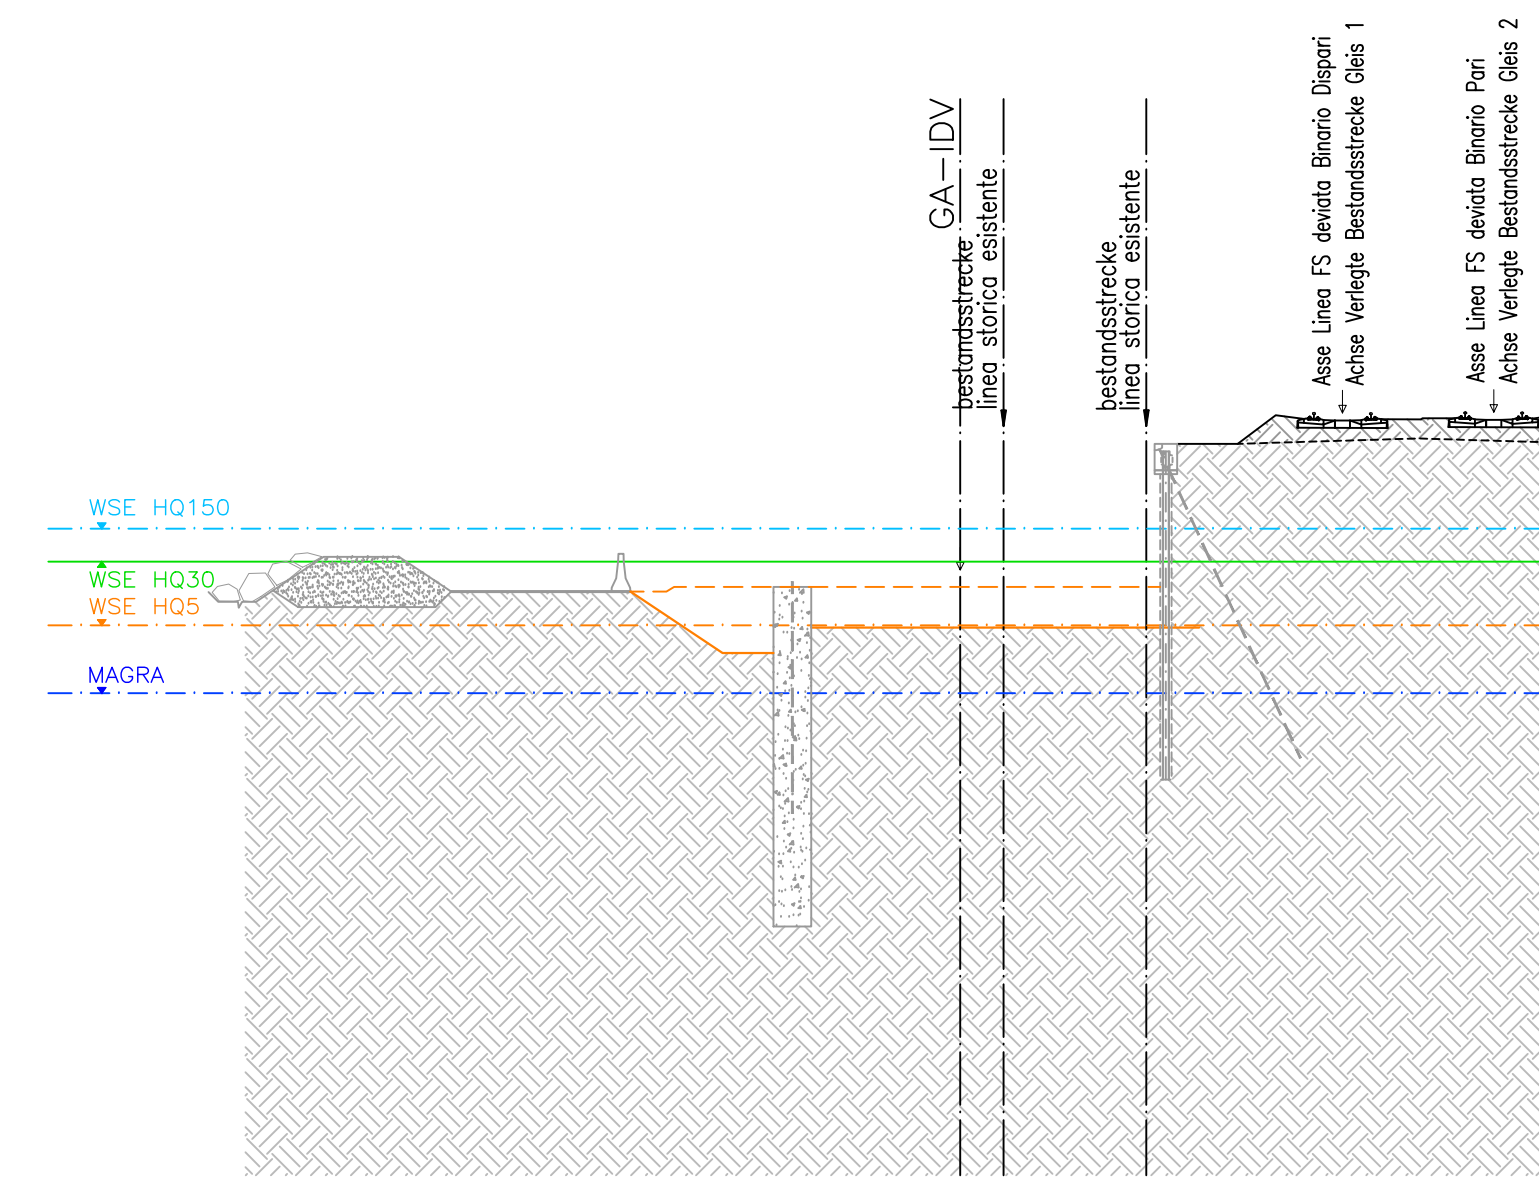 GA-IDV
bestandsstrecke
linea storica esistente
bestandsstrecke
linea storica esistente
Asse Linea FS deviata Binario Dispari
Achse Verlegte Bestandsstrecke Gleis 1
Asse Linea FS deviata Binario Pari
Achse Verlegte Bestandsstrecke Gleis 2
WSE HQ150
WSE HQ30
WSE HQ5
MAGRA